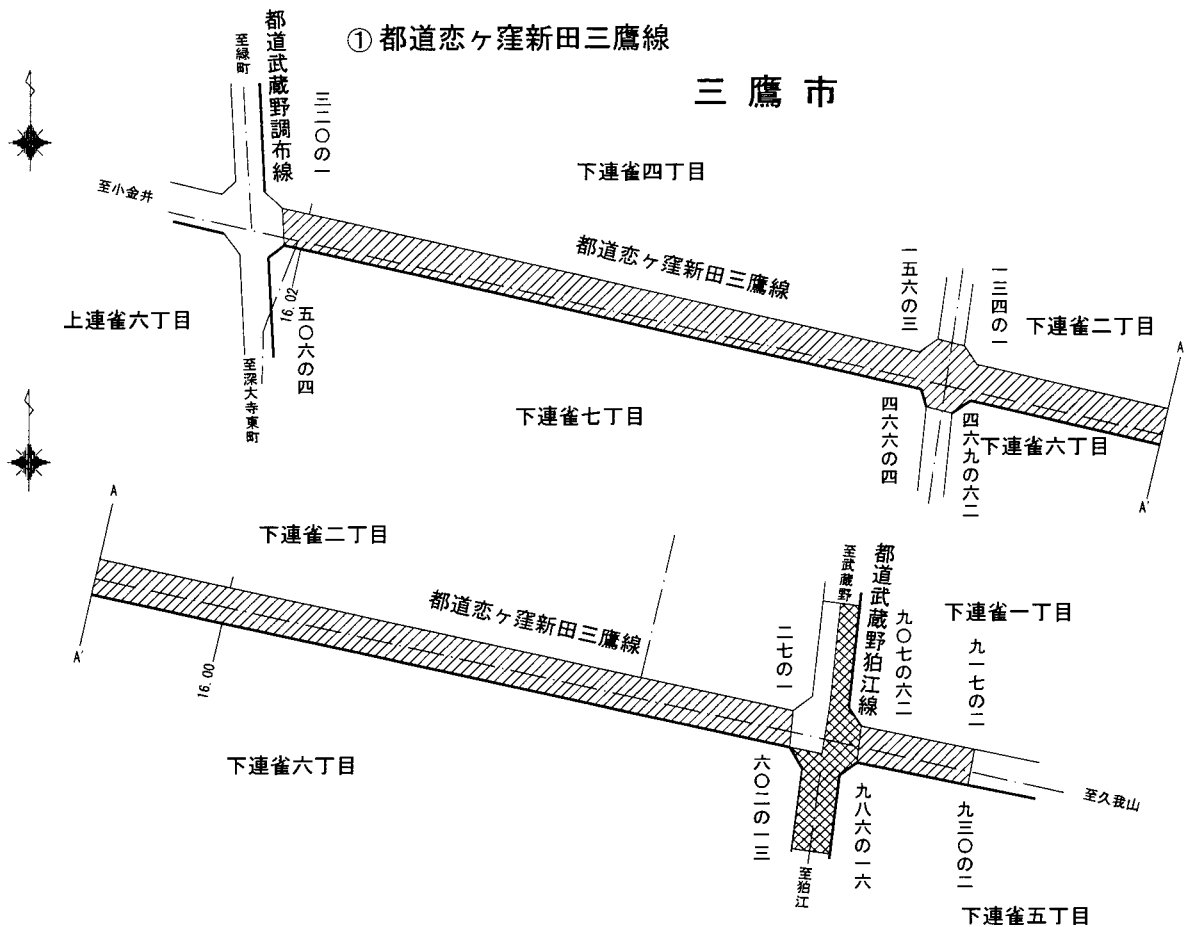 ① 都道恋ヶ窪新田三鷹線
三鷹市
至緑町
都道武蔵野調布線
三二〇の一
下連雀四丁目
至小金井
都道恋ヶ窪新田三鷹線
一五六の三
一三四の一
下連雀二丁目
A
上連雀六丁目
16.02
五〇六の四
至深大寺東町
下連雀七丁目
四六六の四
四六九の六二
下連雀六丁目
A'
A
下連雀二丁目
都道恋ヶ窪新田三鷹線
至武蔵野
都道武蔵野狛江線
下連雀一丁目
二七の一
九〇七の六二
九一七の二
A'
16.00
下連雀六丁目
六〇二の一三
九八六の一六
九三〇の二
至久我山
至狛江
下連雀五丁目